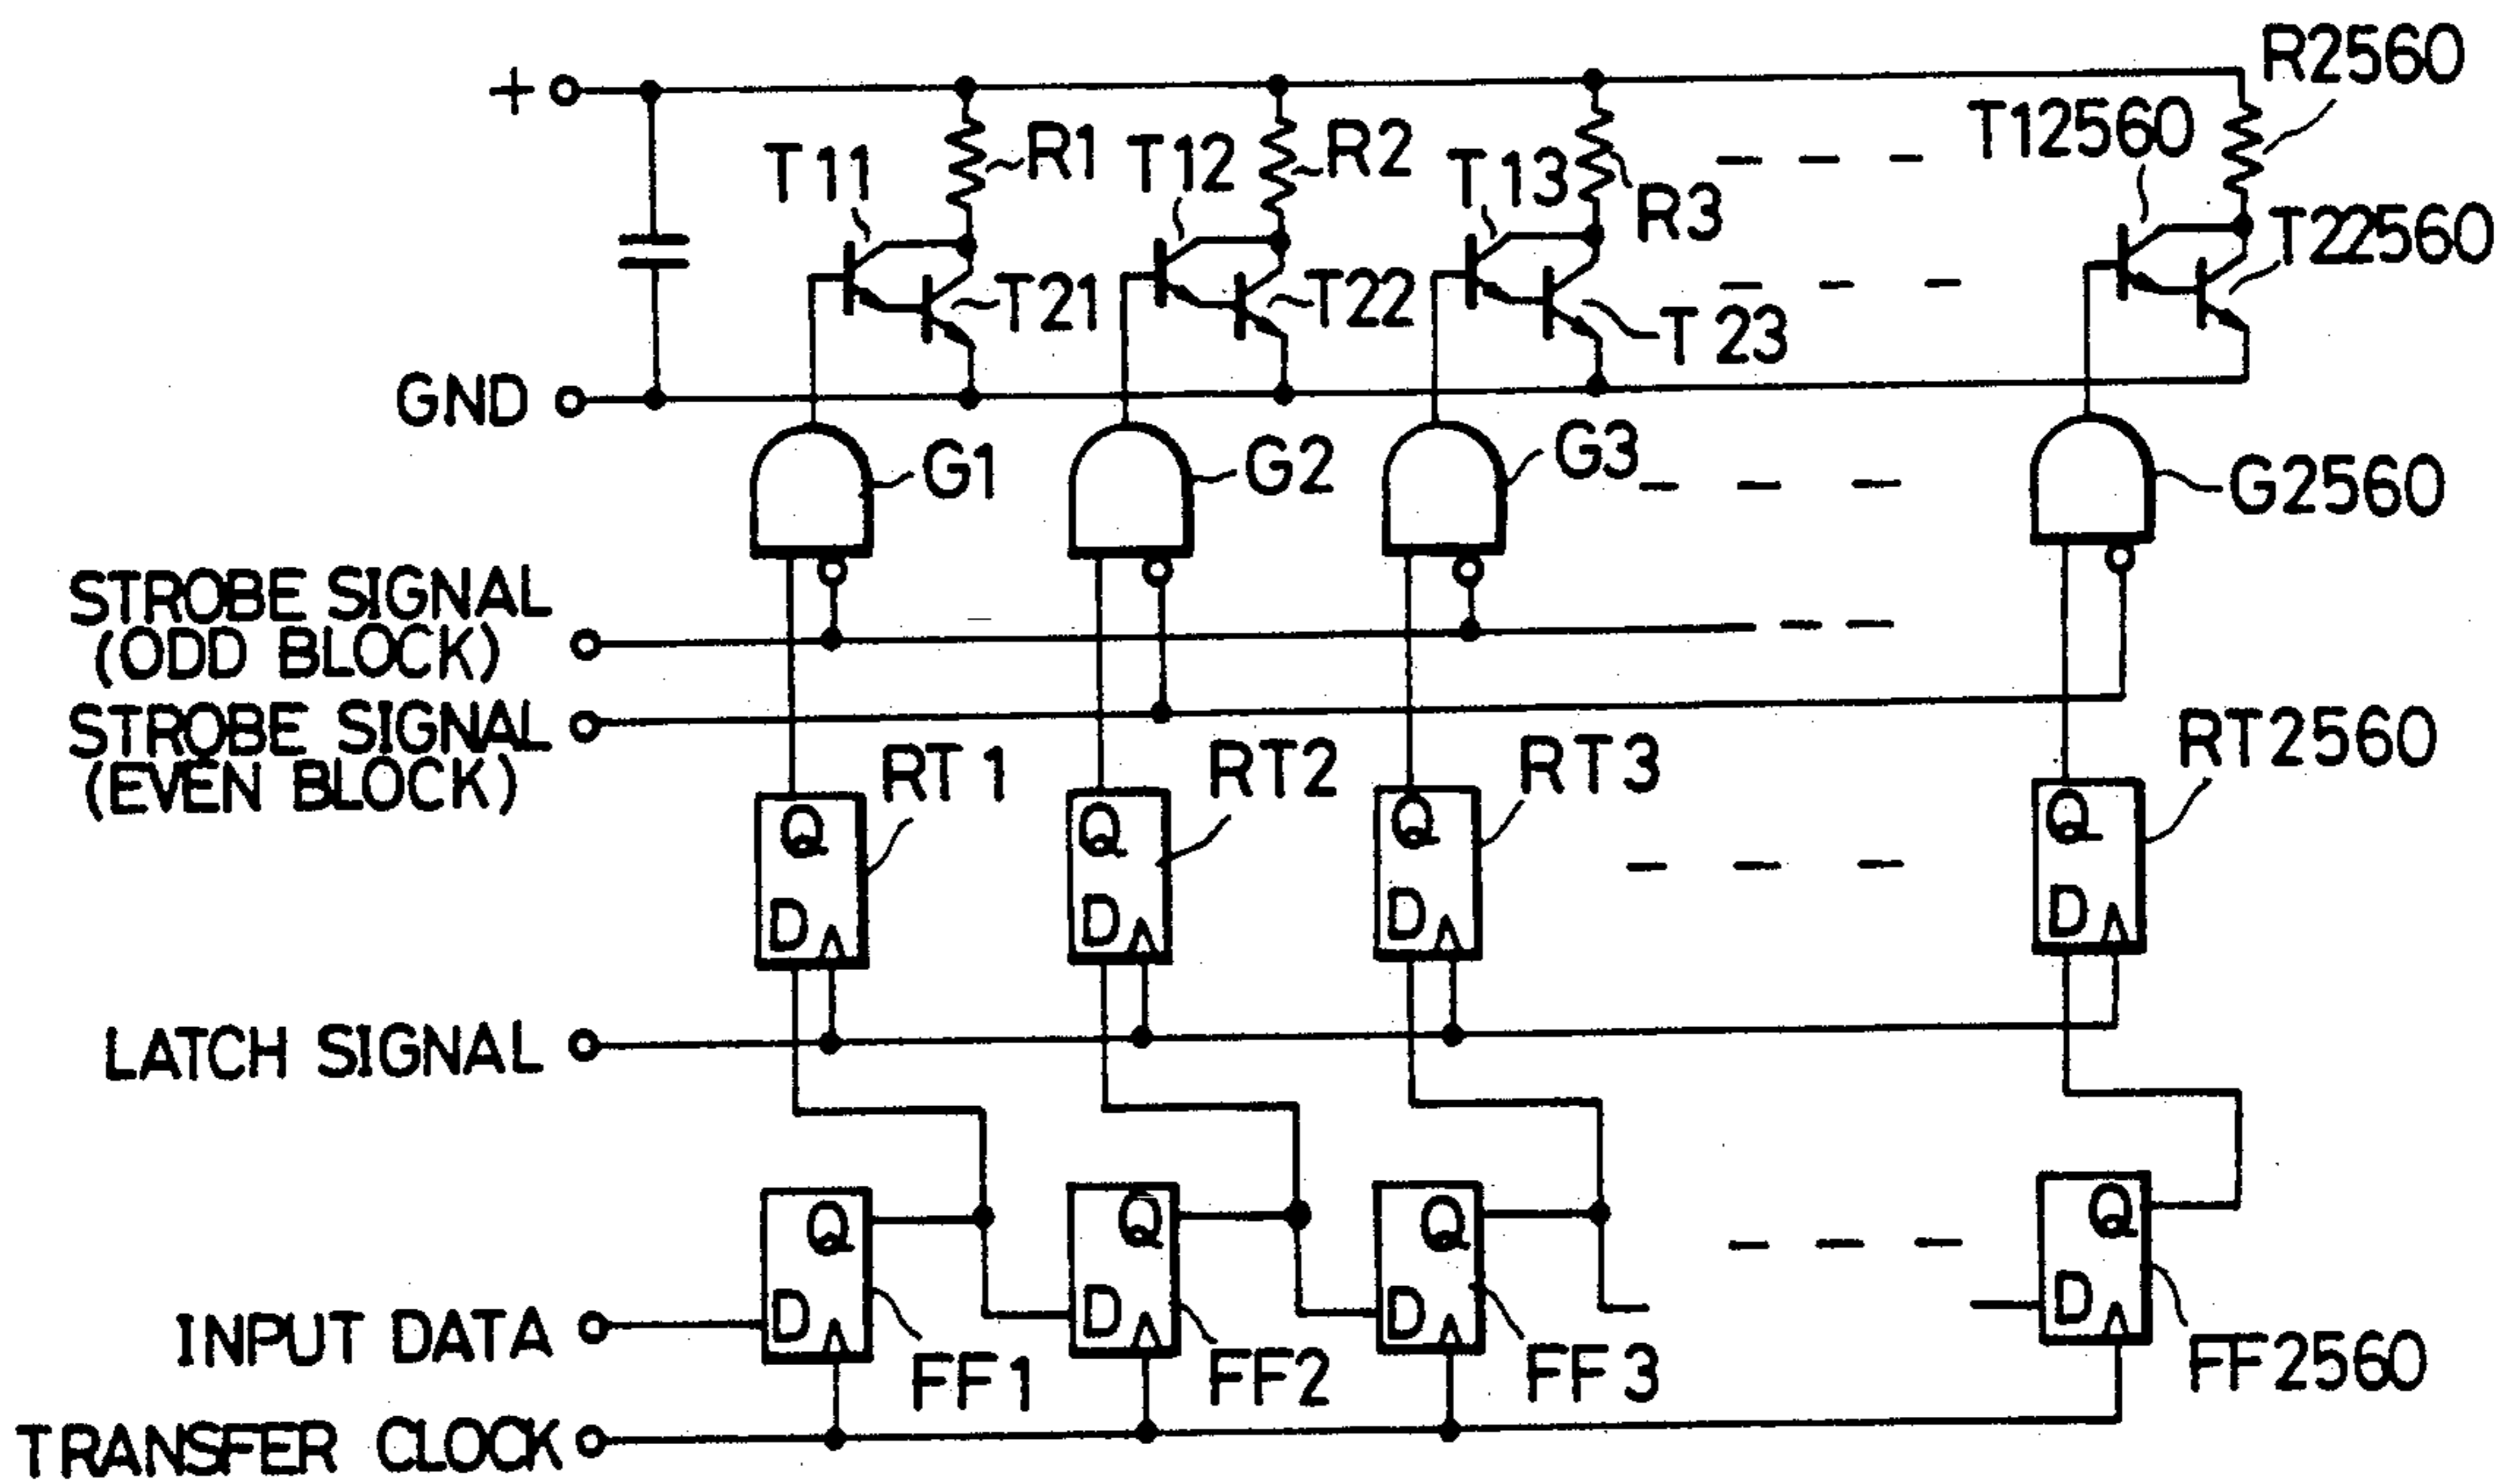 R2560
+
T11
R1
T12
R2
T13
R3
T12560
T22560
T21
T22
T23
GND
G1
G2
G3
G2560
STROBE SIGNAL
(ODD BLOCK)
STROBE SIGNAL
(EVEN BLOCK)
RT1
RT2
RT3
RT2560
Q
Q
Q
Q
D
D
D
D
LATCH SIGNAL
Q
Q
Q
Q
INPUT DATA
D
D
D
D
FF1
FF2
FF3
FF2560
TRANSFER CLOCK